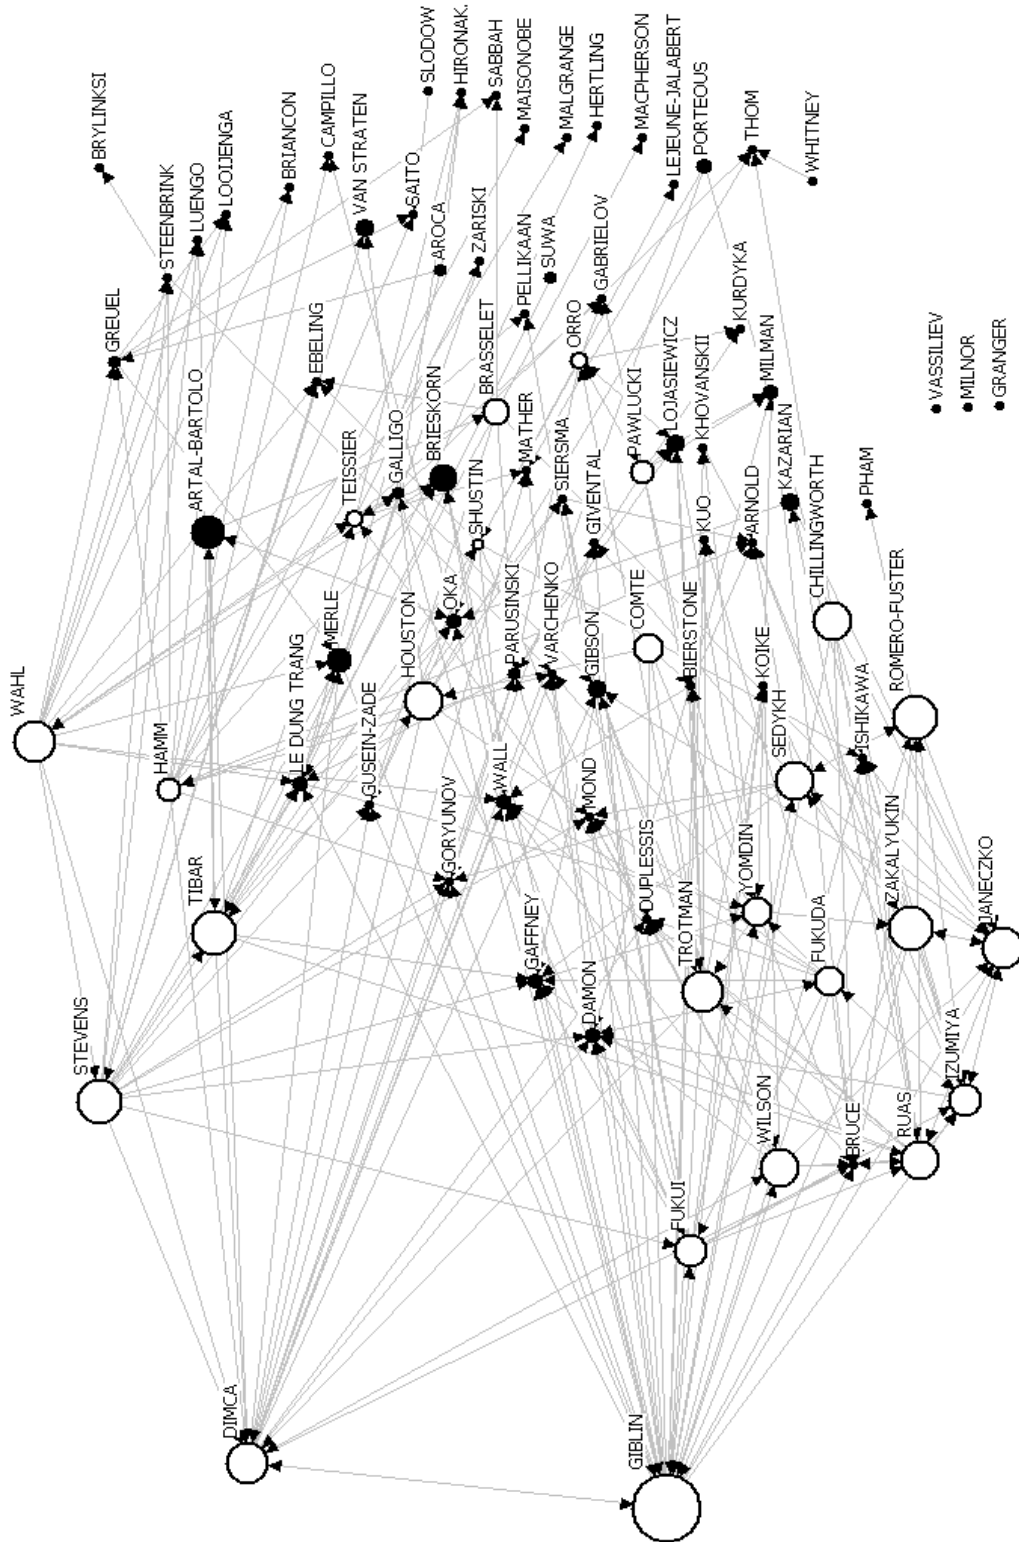 BRYLINKSI
STEENBRINK
LUENGO
LOOIJENGA
BRIANCON
CAMPILLO
VAN STRATEN
SAITO
SLODOW
HIRONAK.
SABBAH
MAISONOBE
MALGRANGE
HERTLING
MACPHERSON
LEJEUNE-JALABERT
PORTEOUS
THOM
WHITNEY
GREUEL
EBELING
AROCA
ZARISKI
PELLIKAAN
SUWA
GABRIELOV
KURDYKA
ARTAL-BARTOLO
TEISSIER
GALLIGO
BRIESKORN
BRASSELET
SHUSTIN
MATHER
SIERSMA
ORRO
GIVENTAL
PAWLUCKI
LOJASIEWICZ
KHOVANSKII
MILMAN
KUO
ARNOLD
KAZARIAN
PHAM
VASSILIEV
MILNOR
GRANGER
WAHL
HAMM
LE DUNG TRANG
MERLE
GUSEIN-ZADE
HOUSTON
OKA
PARUSINSKI
VARCHENKO
GIBSON
COMTE
BIERSTONE
KOIKE
SEDYKH
CHILLINGWORTH
ISHIKAWA
ROMERO-FUSTER
TIBAR
GORYUNOV
WALL
MOND
GAFFNEY
DUPLESSIS
TROTMAN
YOMDIN
FUKUDA
ZAKALYUKIN
JANECZKO
STEVENS
DAMON
WILSON
BRUCE
RUAS
IZUMIYA
FUKUI
DIMCA
GIBLIN